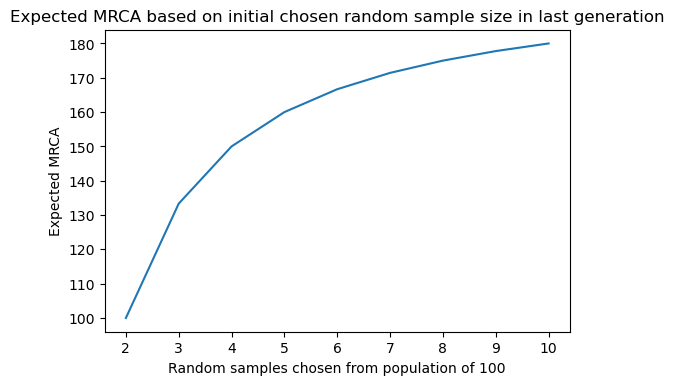 Expected MRCA based on initial chosen random sample size in last generation
Expected MRCA
180
170
160
150
140
130
120
110
100
2 3 4 5 6 7 8 9 10
Random samples chosen from population of 100